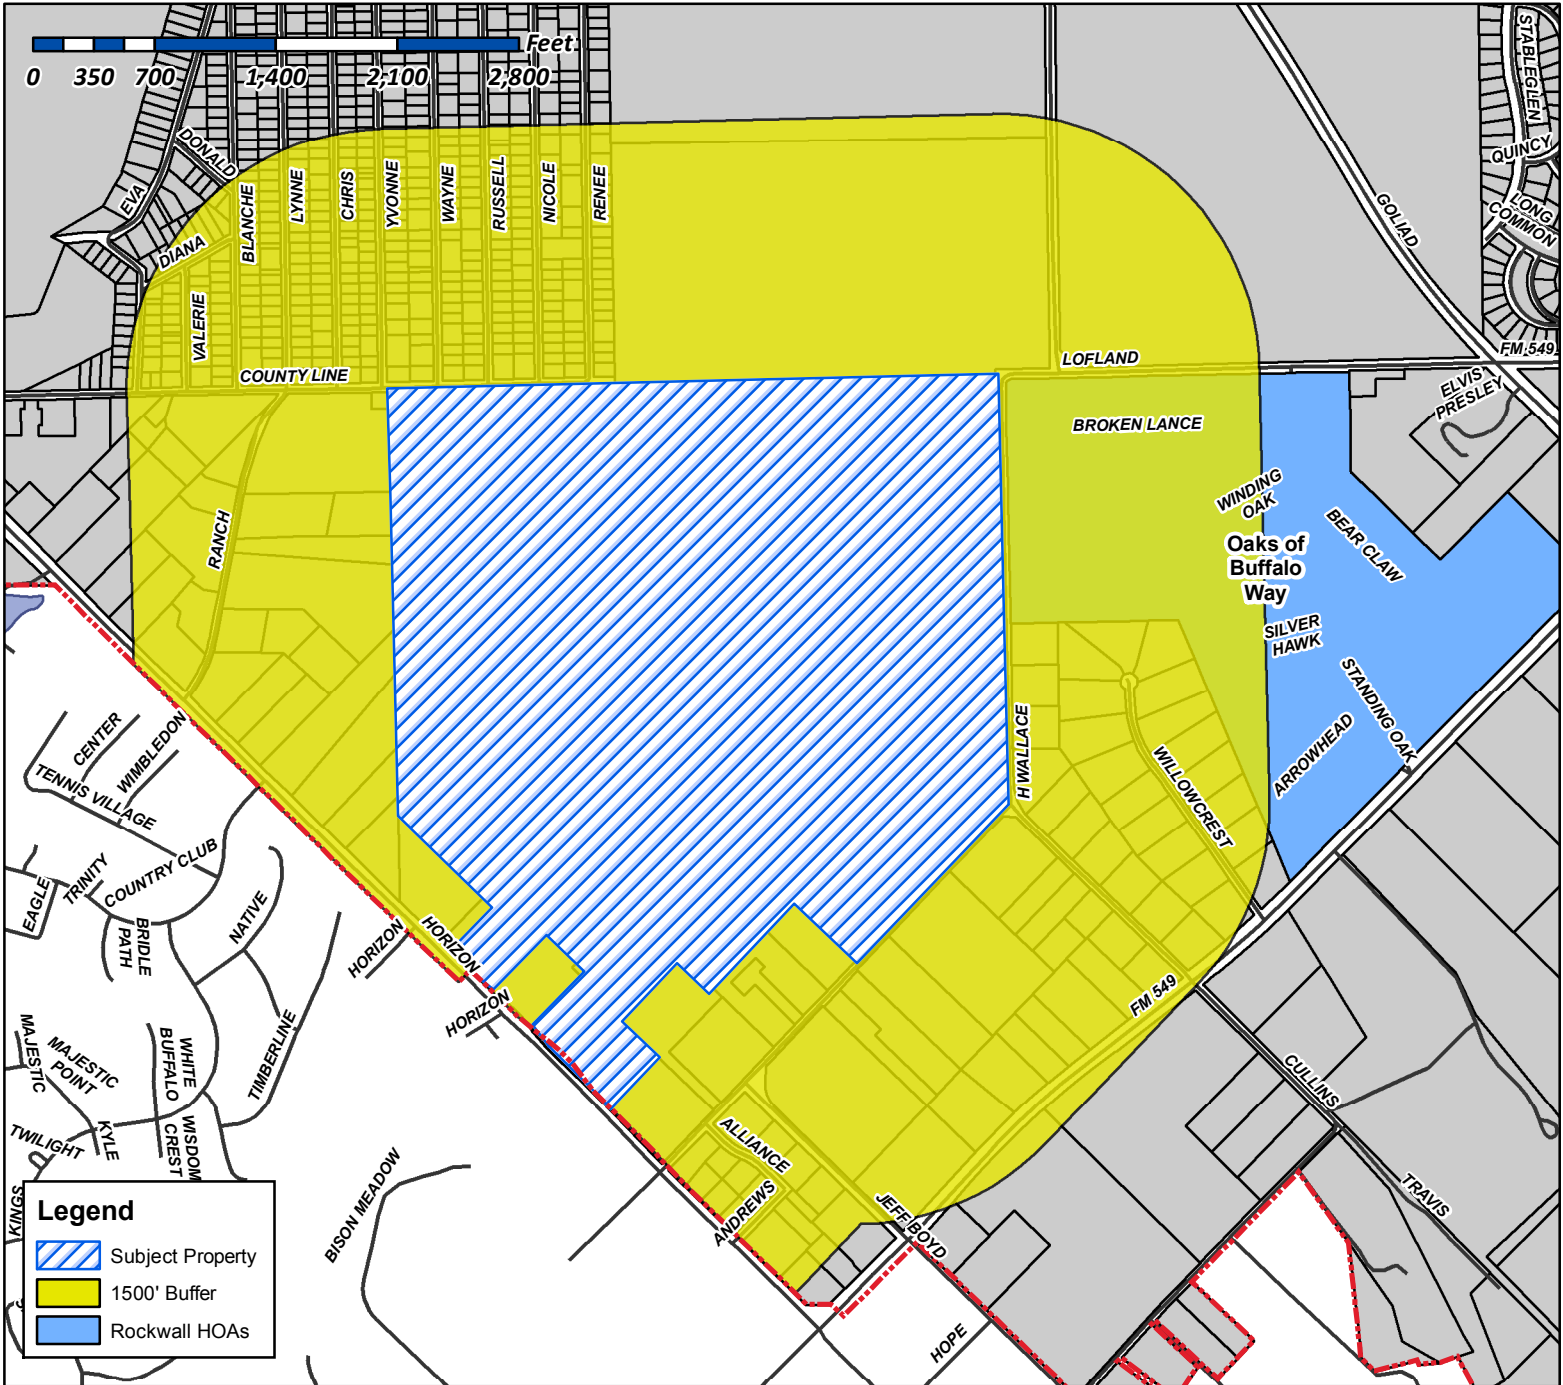 Feet
0 350 700 1,400 2,100 2,800
STABLEGLEN
QUINCY
LONG
COMMON
GOLIAD
DONALD
EVA
DIANA
BLANCHE
LYNNE
CHRIS
YVONNE
WAYNE
RUSSELL
NICOLE
RENEE
VALERIE
COUNTY LINE
LOFLAND
FM 549
ELVIS
PRESLEY
BROKEN LANCE
WINDING
OAK
Oaks of
Buffalo
Way
BEAR CLAW
SILVER
HAWK
STANDING OAK
ARROWHEAD
RANCH
H WALLACE
WILLOWCREST
CENTER
WIMBLEDON
TENNIS VILLAGE
COUNTRY CLUB
TRINITY
EAGLE
BRIDLE
PATH
NATIVE
HORIZON
HORIZON
HORIZON
TIMBERLINE
MAJESTIC
MAJESTIC
POINT
WHITE
BUFFALO
KYLE
WISDOM
CREST
TWILIGHT
KINGS
BISON MEADOW
FM 549
CULLINS
TRAVIS
ALLIANCE
ANDREWS
JEFF BOYD
HOPE
Legend
Subject Property
1500' Buffer
Rockwall HOAs